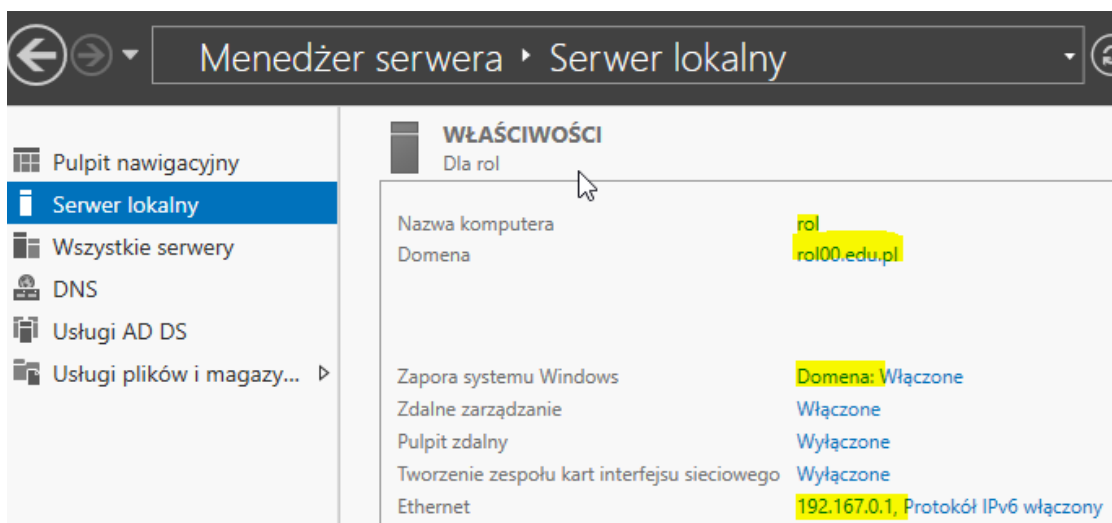 Menedżer serwera ‣ Serwer lokalny
Pulpit nawigacyjny
Serwer lokalny
Wszystkie serwery
DNS
Usługi AD DS
Usługi plików i magazy...
WŁAŚCIWOŚCI
Dla rol
Nazwa komputera rol
Domena rol00.edu.pl
Zapora systemu Windows Domena: Włączone
Zdalne zarządzanie Włączone
Pulpit zdalny Wyłączone
Tworzenie zespołu kart interfejsu sieciowego Wyłączone
Ethernet 192.167.0.1, Protokół IPv6 włączony